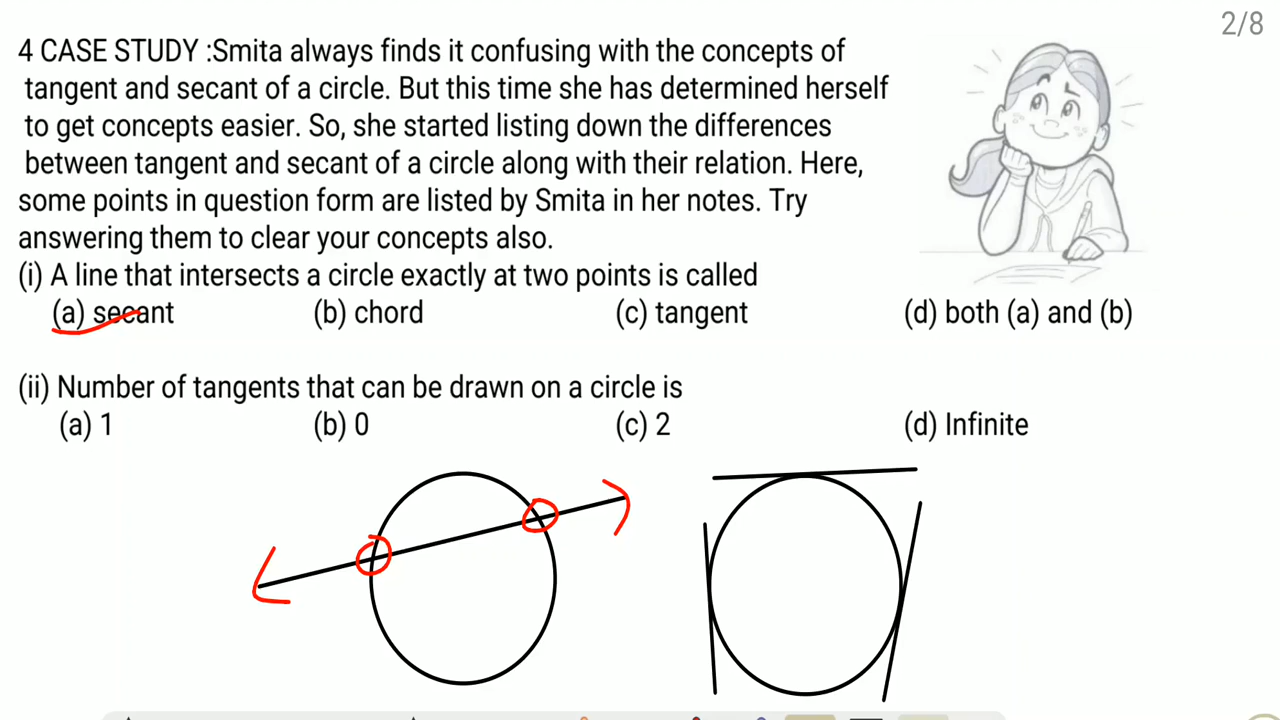 2/8
4 CASE STUDY :Smita always finds it confusing with the concepts of
tangent and secant of a circle. But this time she has determined herself
to get concepts easier. So, she started listing down the differences
between tangent and secant of a circle along with their relation. Here,
some points in question form are listed by Smita in her notes. Try
answering them to clear your concepts also.
(i) A line that intersects a circle exactly at two points is called
(a) secant (b) chord (c) tangent (d) both (a) and (b)
(ii) Number of tangents that can be drawn on a circle is
(a) 1 (b) 0 (c) 2 (d) Infinite